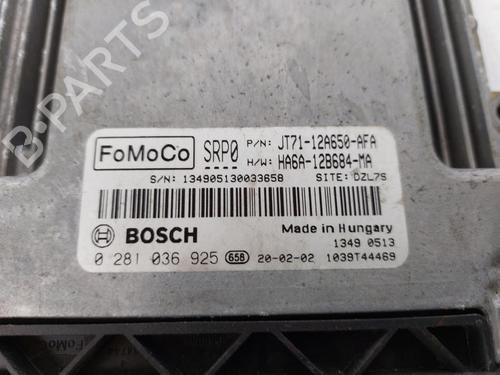 FoMoCo SRP0 P/N: JT71-12A650-AFA
H/W: HA6A-12B684-MA
S/N: 134905130033658 SITE: DZL7S
BOSCH Made in Hungary
1349 0513
0 281 036 925 658 20-02-02 1039T44469
B-PARTS
FoMo